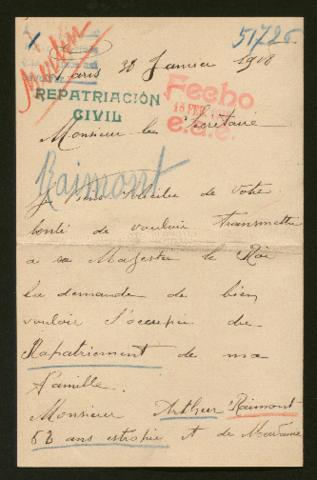 51726
Paris 30 Janvier 1918
Fecho
15 FEB
e.d.e.
REPATRIACIÓN
CIVIL
Monsieur le Secrétaire
Raimont
Je viens solliciter de votre
bonté de vouloir transmettre
a sa Majesté le Roi
la demande de bien
vouloir s'occuper du
Rapatriement de ma
famille.
Monsieur Arthur Raimont
82 ans estropié et de Madame